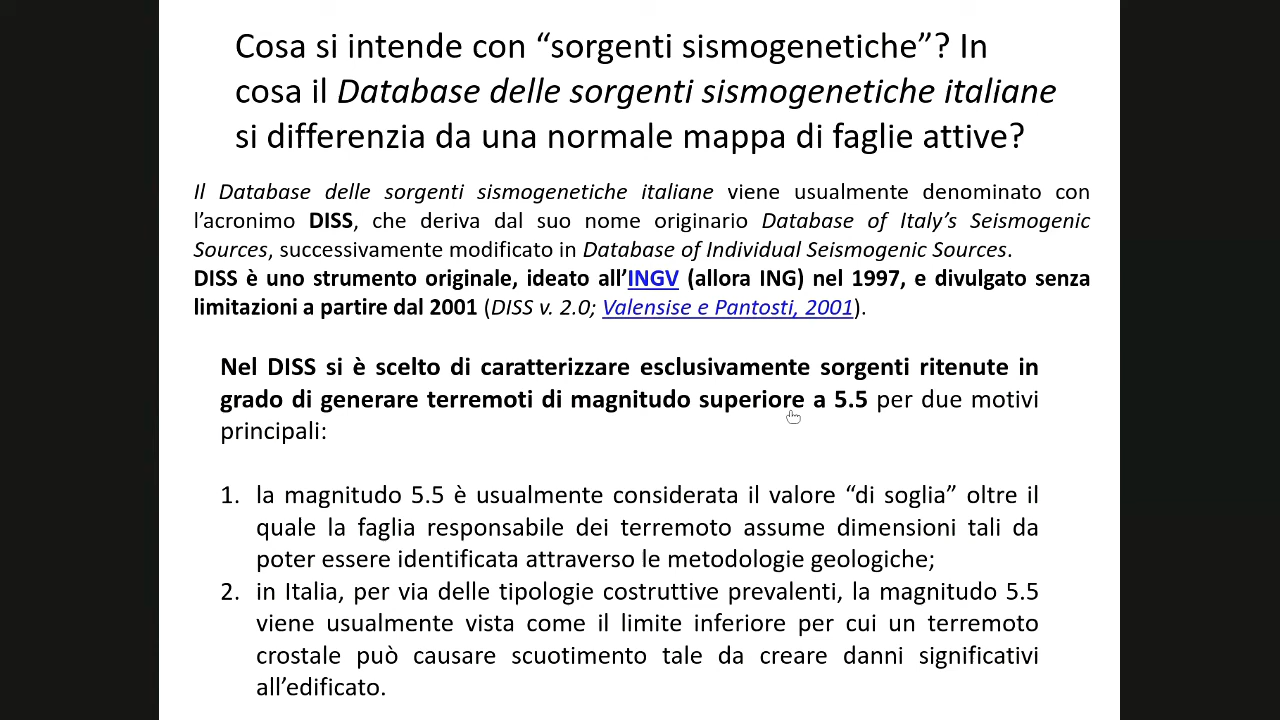 Cosa si intende con “sorgenti sismogenetiche”? In
cosa il Database delle sorgenti sismogenetiche italiane
si differenzia da una normale mappa di faglie attive?
Il Database delle sorgenti sismogenetiche italiane viene usualmente denominato con
l’acronimo DISS, che deriva dal suo nome originario Database of Italy’s Seismogenic
Sources, successivamente modificato in Database of Individual Seismogenic Sources.
DISS è uno strumento originale, ideato all’INGV (allora ING) nel 1997, e divulgato senza
limitazioni a partire dal 2001 (DISS v. 2.0; Valensise e Pantosti, 2001).
Nel DISS si è scelto di caratterizzare esclusivamente sorgenti ritenute in
grado di generare terremoti di magnitudo superiore a 5.5 per due motivi
principali:
1. la magnitudo 5.5 è usualmente considerata il valore “di soglia” oltre il
quale la faglia responsabile dei terremoto assume dimensioni tali da
poter essere identificata attraverso le metodologie geologiche;
2. in Italia, per via delle tipologie costruttive prevalenti, la magnitudo 5.5
viene usualmente vista come il limite inferiore per cui un terremoto
crostale può causare scuotimento tale da creare danni significativi
all’edificato.